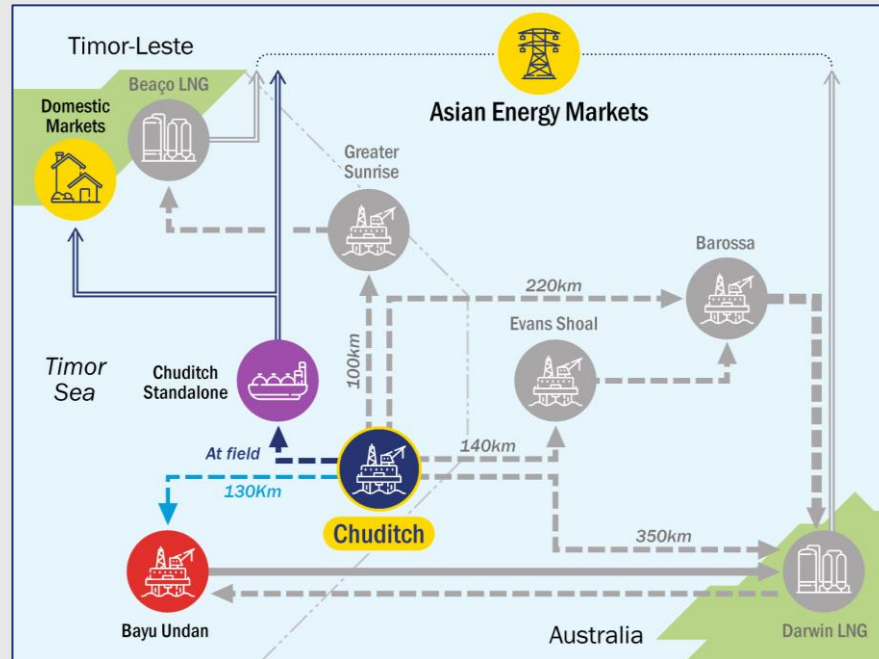 Timor-Leste
Beaço LNG
Domestic
Markets
Asian Energy Markets
Greater
Sunrise
Barossa
220km
Evans Shoal
100km
Timor
Sea
Chuditch
Standalone
At field
140km
130Km
Chuditch
350km
Bayu Undan
Australia
Darwin LNG